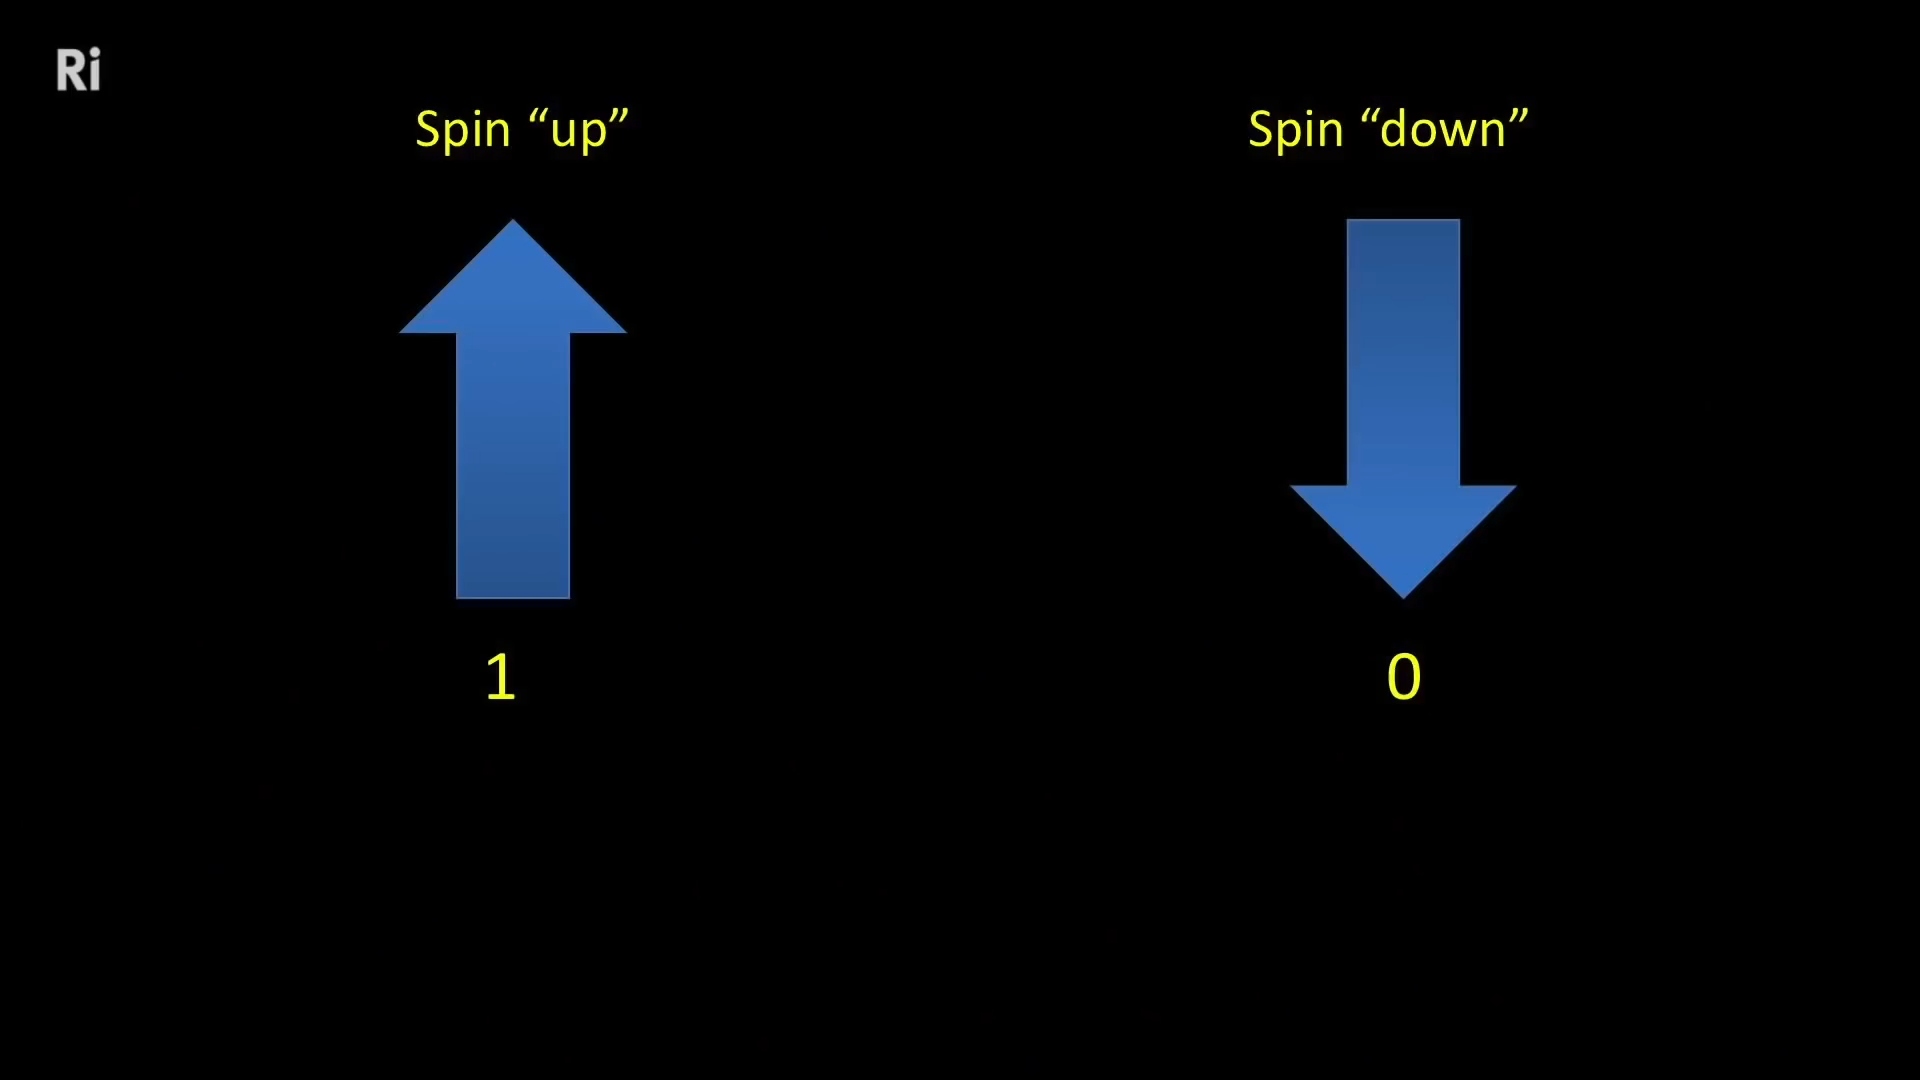 Ri
Spin “up”
Spin “down”
1
0